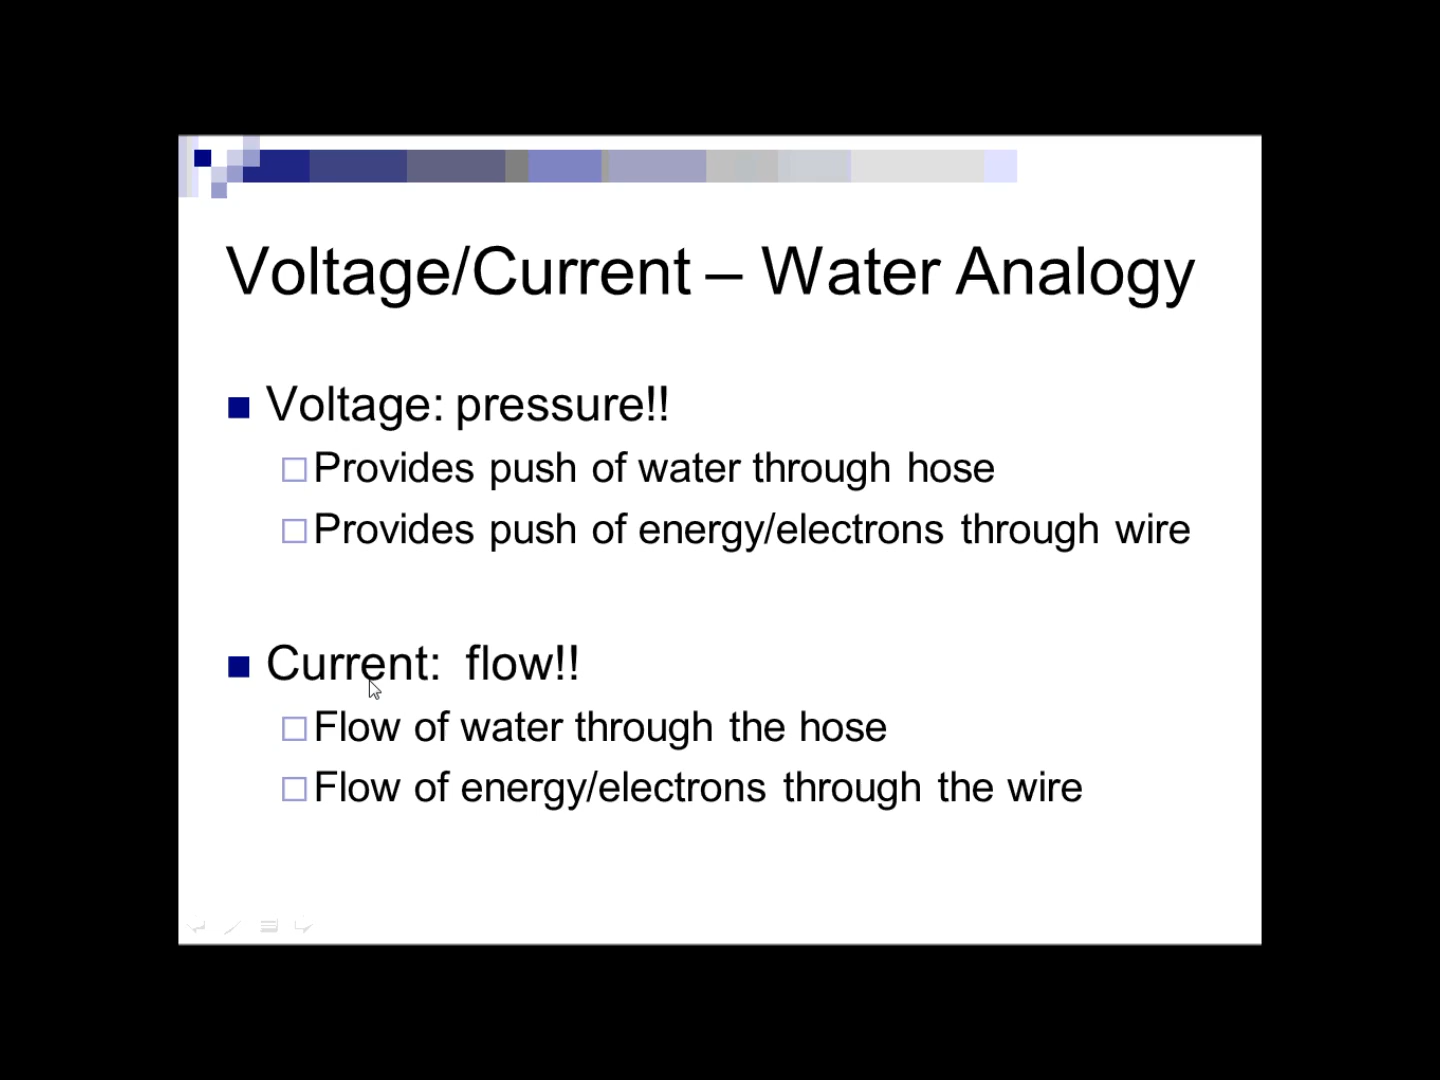 Voltage/Current – Water Analogy
Voltage: pressure!!
Provides push of water through hose
Provides push of energy/electrons through wire
Current: flow!!
Flow of water through the hose
Flow of energy/electrons through the wire